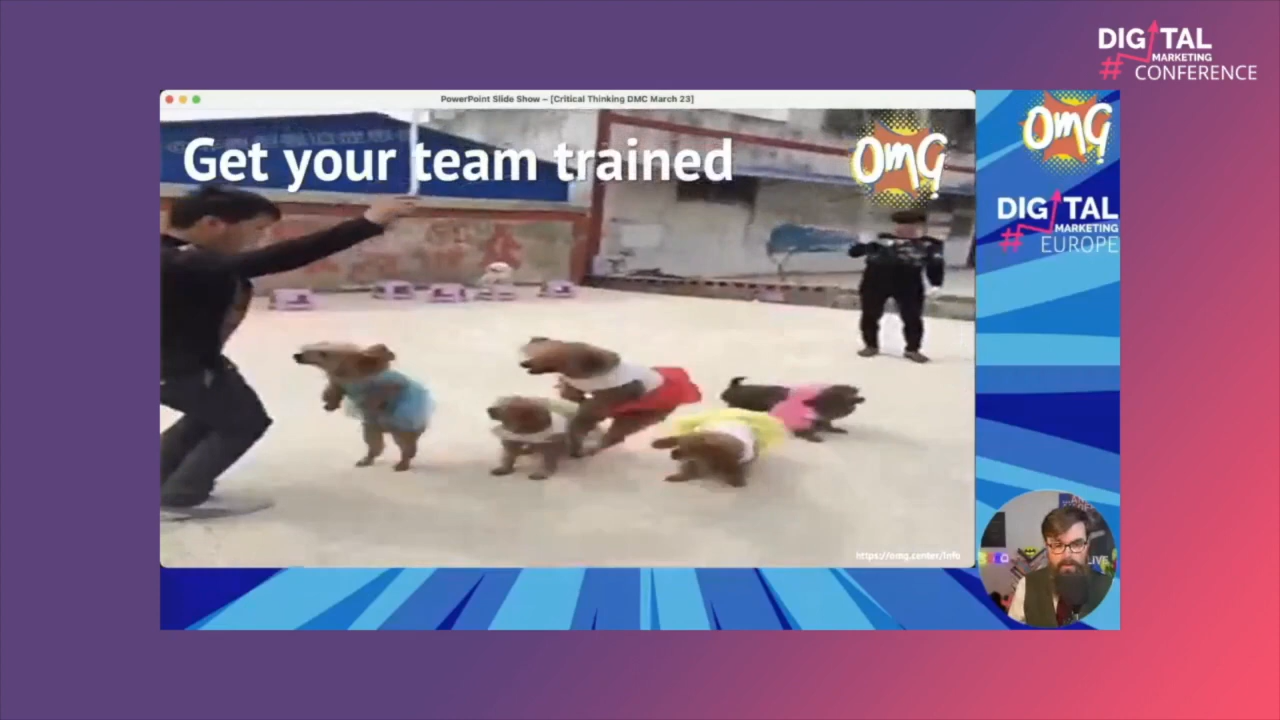 DIGITAL
MARKETING
# CONFERENCE
PowerPoint Slide Show – [Critical Thinking DMC March 23]
Get your team trained
OMG
OMG
DIGITAL
MARKETING
# EUROPE
LIVE
https://omg.center/Info